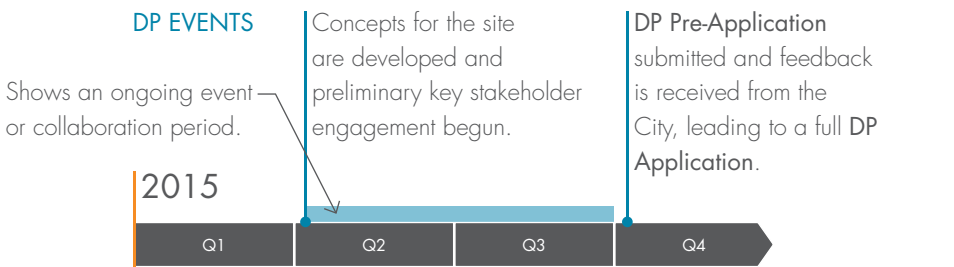 DP EVENTS
Shows an ongoing event
or collaboration period.
Concepts for the site
are developed and
preliminary key stakeholder
engagement begun.
DP Pre-Application
submitted and feedback
is received from the
City, leading to a full DP
Application.
2015
Q1
Q2
Q3
Q4